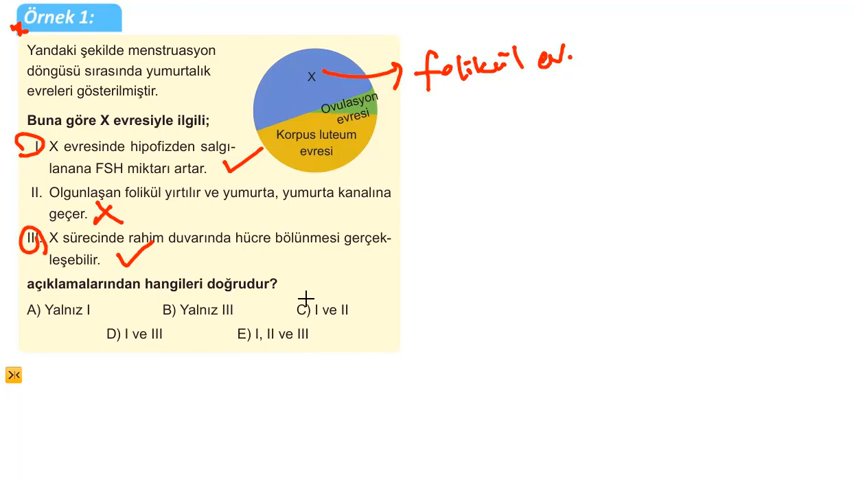 Örnek 1:
Yandaki şekilde menstruasyon
döngüsü sırasında yumurtalık
evreleri gösterilmiştir.
X
folikül ev.
Ovulasyon
evresi
Korpus luteum
evresi
Buna göre X evresiyle ilgili;
I. X evresinde hipofizden salgı-
lanana FSH miktarı artar.
II. Olgunlaşan folikül yırtılır ve yumurta, yumurta kanalına
geçer.
III. X sürecinde rahim duvarında hücre bölünmesi gerçek-
leşebilir.
açıklamalarından hangileri doğrudur?
A) Yalnız I B) Yalnız III C) I ve II
D) I ve III E) I, II ve III